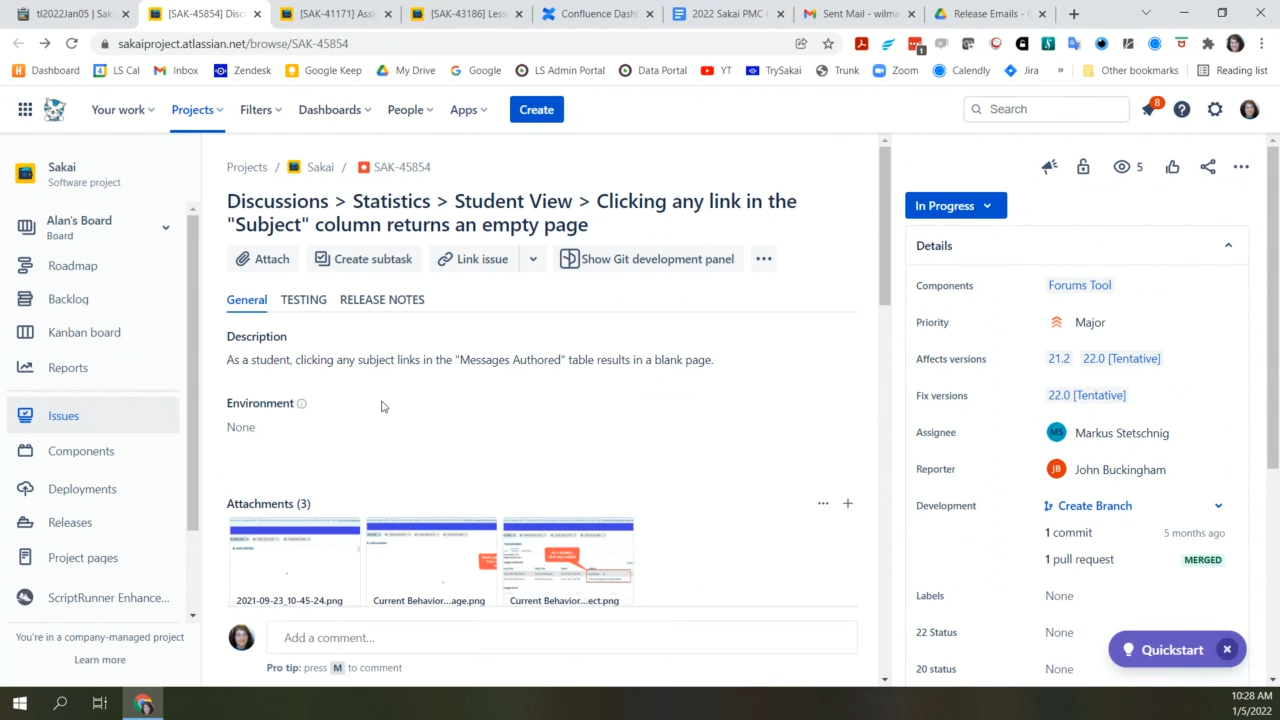 tl2022Jan05 | Sak
[SAK-45854] Disc
[SAK-41171] Assi
[SAK-43186] Less
Confluence Dash
2022 Sakai PMC
Sent Mail - wilma
Release Emails -
sakaiproject.atlassian.net/browse/SAK-45854
Dashboard
LS Cal
Inbox
Zendesk
Google Keep
My Drive
Google
LS Admin Portal
Data Portal
YT
TrySakai
Trunk
Zoom
Calendly
Jira
»
Other bookmarks
Reading list
Your work
Projects
Filters
Dashboards
People
Apps
Create
Search
8
Sakai
Software project
Alan's Board
Board
Roadmap
Backlog
Kanban board
Reports
Issues
Components
Deployments
Releases
Project pages
ScriptRunner Enhance...
You're in a company-managed project
Learn more
Projects / Sakai / SAK-45854
Discussions > Statistics > Student View > Clicking any link in the
"Subject" column returns an empty page
Attach
Create subtask
Link issue
Show Git development panel
General
TESTING
RELEASE NOTES
Description
As a student, clicking any subject links in the "Messages Authored" table results in a blank page.
Environment
None
Attachments (3)
2021-09-23_10-45-24.png
Current Behavior...age.png
Current Behavior...ect.png
Add a comment...
Pro tip: press M to comment
5
In Progress
Details
Components
Forums Tool
Priority
Major
Affects versions
21.2
22.0 [Tentative]
Fix versions
22.0 [Tentative]
Assignee
MS
Markus Stetschnig
Reporter
JB
John Buckingham
Development
Create Branch
1 commit
5 months ago
1 pull request
MERGED
Labels
None
22 Status
None
20 status
None
Quickstart
10:28 AM
1/5/2022